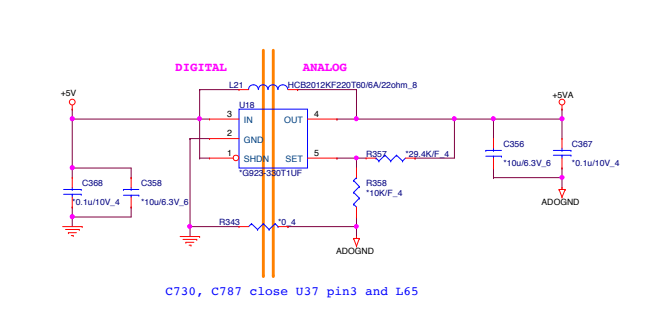 DIGITAL ANALOG
L21 HCB2012KF220T60/6A/22ohm_8
+5V +5VA
U18
3 IN OUT 4
2 GND
1 SHDN SET 5
*G923-330T1UF
R357 *29.4K/F_4
C356
*10u/6.3V_6
C367
*0.1u/10V_4
C368
*0.1u/10V_4
C358
*10u/6.3V_6
R358
*10K/F_4
ADOGND
R343 *0_4
ADOGND
C730, C787 close U37 pin3 and L65